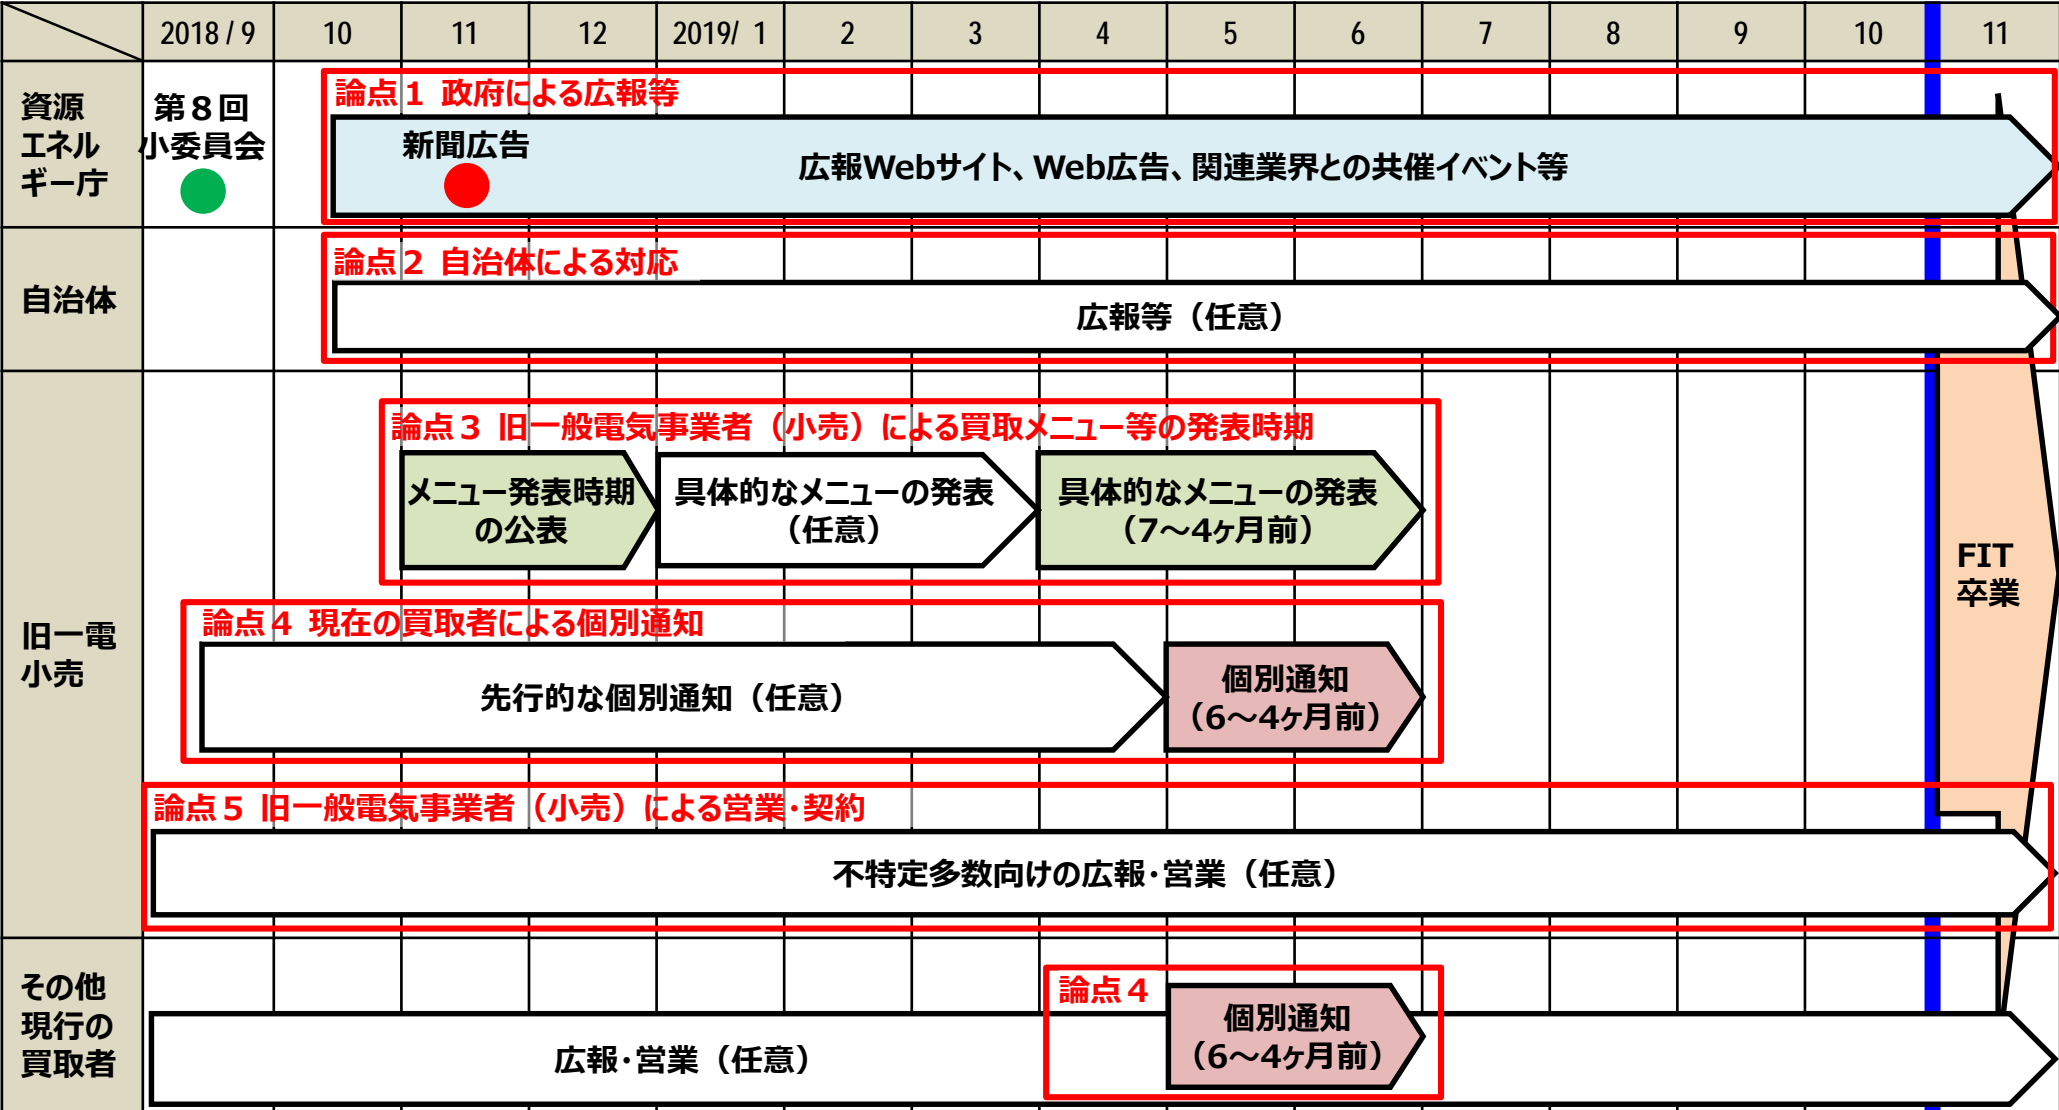 2018 / 9 10 11 12 2019/ 1 2 3 4 5 6 7 8 9 10 11
資源
エネル
ギー庁
第８回
小委員会
論点１ 政府による広報等
新聞広告
広報Webサイト、Web広告、関連業界との共催イベント等
自治体
論点２ 自治体による対応
広報等（任意）
旧一電
小売
論点３ 旧一般電気事業者（小売）による買取メニュー等の発表時期
メニュー発表時期
の公表
具体的なメニューの発表
（任意）
具体的なメニューの発表
（7～4ヶ月前）
FIT
卒業
論点４ 現在の買取者による個別通知
先行的な個別通知（任意）
個別通知
（6～4ヶ月前）
論点５ 旧一般電気事業者（小売）による営業・契約
不特定多数向けの広報・営業（任意）
その他
現行の
買取者
論点４
個別通知
（6～4ヶ月前）
広報・営業（任意）